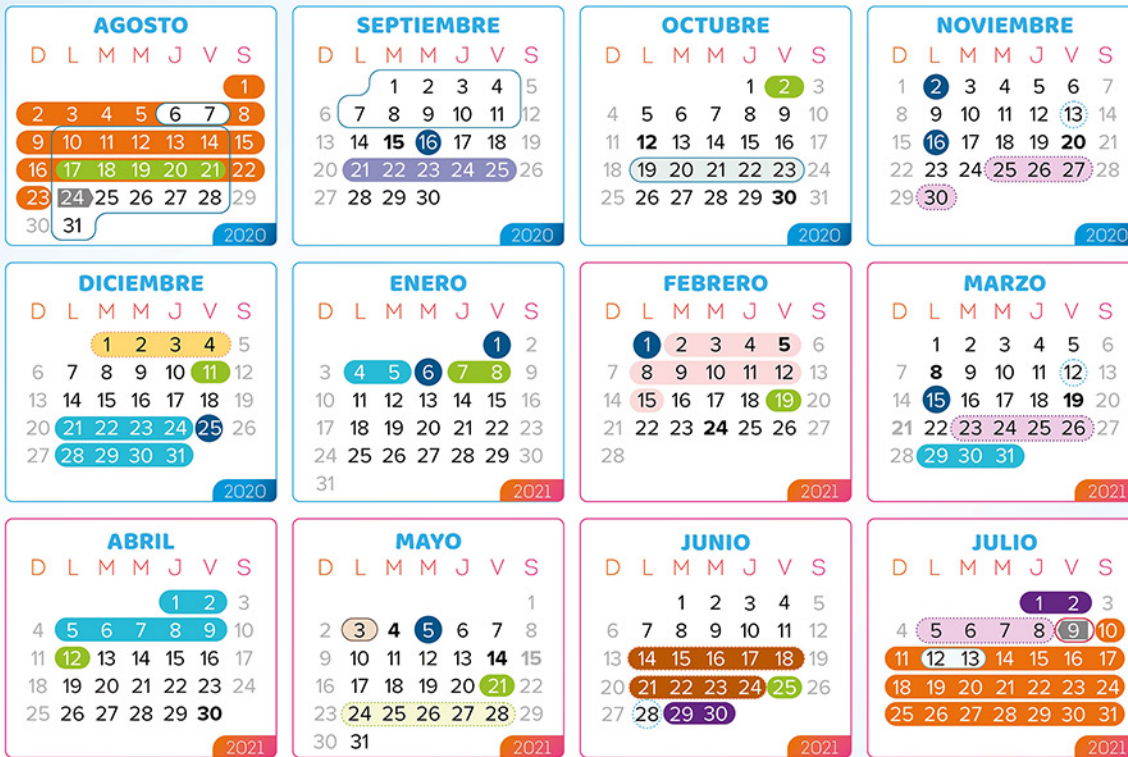 AGOSTO
D L M M J V S
1
2 3 4 5 6 7 8
9 10 11 12 13 14 15
16 17 18 19 20 21 22
23 24 25 26 27 28 29
30 31
2020
SEPTIEMBRE
D L M M J V S
1 2 3 4 5
6 7 8 9 10 11 12
13 14 15 16 17 18 19
20 21 22 23 24 25 26
27 28 29 30
2020
OCTUBRE
D L M M J V S
1 2 3
4 5 6 7 8 9 10
11 12 13 14 15 16 17
18 19 20 21 22 23 24
25 26 27 28 29 30 31
2020
NOVIEMBRE
D L M M J V S
1 2 3 4 5 6 7
8 9 10 11 12 13 14
15 16 17 18 19 20 21
22 23 24 25 26 27 28
29 30
2020
DICIEMBRE
D L M M J V S
1 2 3 4 5
6 7 8 9 10 11 12
13 14 15 16 17 18 19
20 21 22 23 24 25 26
27 28 29 30 31
2020
ENERO
D L M M J V S
1 2
3 4 5 6 7 8 9
10 11 12 13 14 15 16
17 18 19 20 21 22 23
24 25 26 27 28 29 30
31
2021
FEBRERO
D L M M J V S
1 2 3 4 5 6
7 8 9 10 11 12 13
14 15 16 17 18 19 20
21 22 23 24 25 26 27
28
2021
MARZO
D L M M J V S
1 2 3 4 5 6
7 8 9 10 11 12 13
14 15 16 17 18 19 20
21 22 23 24 25 26 27
28 29 30 31
2021
ABRIL
D L M M J V S
1 2 3
4 5 6 7 8 9 10
11 12 13 14 15 16 17
18 19 20 21 22 23 24
25 26 27 28 29 30
2021
MAYO
D L M M J V S
1
2 3 4 5 6 7 8
9 10 11 12 13 14 15
16 17 18 19 20 21 22
23 24 25 26 27 28 29
30 31
2021
JUNIO
D L M M J V S
1 2 3 4 5
6 7 8 9 10 11 12
13 14 15 16 17 18 19
20 21 22 23 24 25 26
27 28 29 30
2021
JULIO
D L M M J V S
1 2 3
4 5 6 7 8 9 10
11 12 13 14 15 16 17
18 19 20 21 22 23 24
25 26 27 28 29 30 31
2021